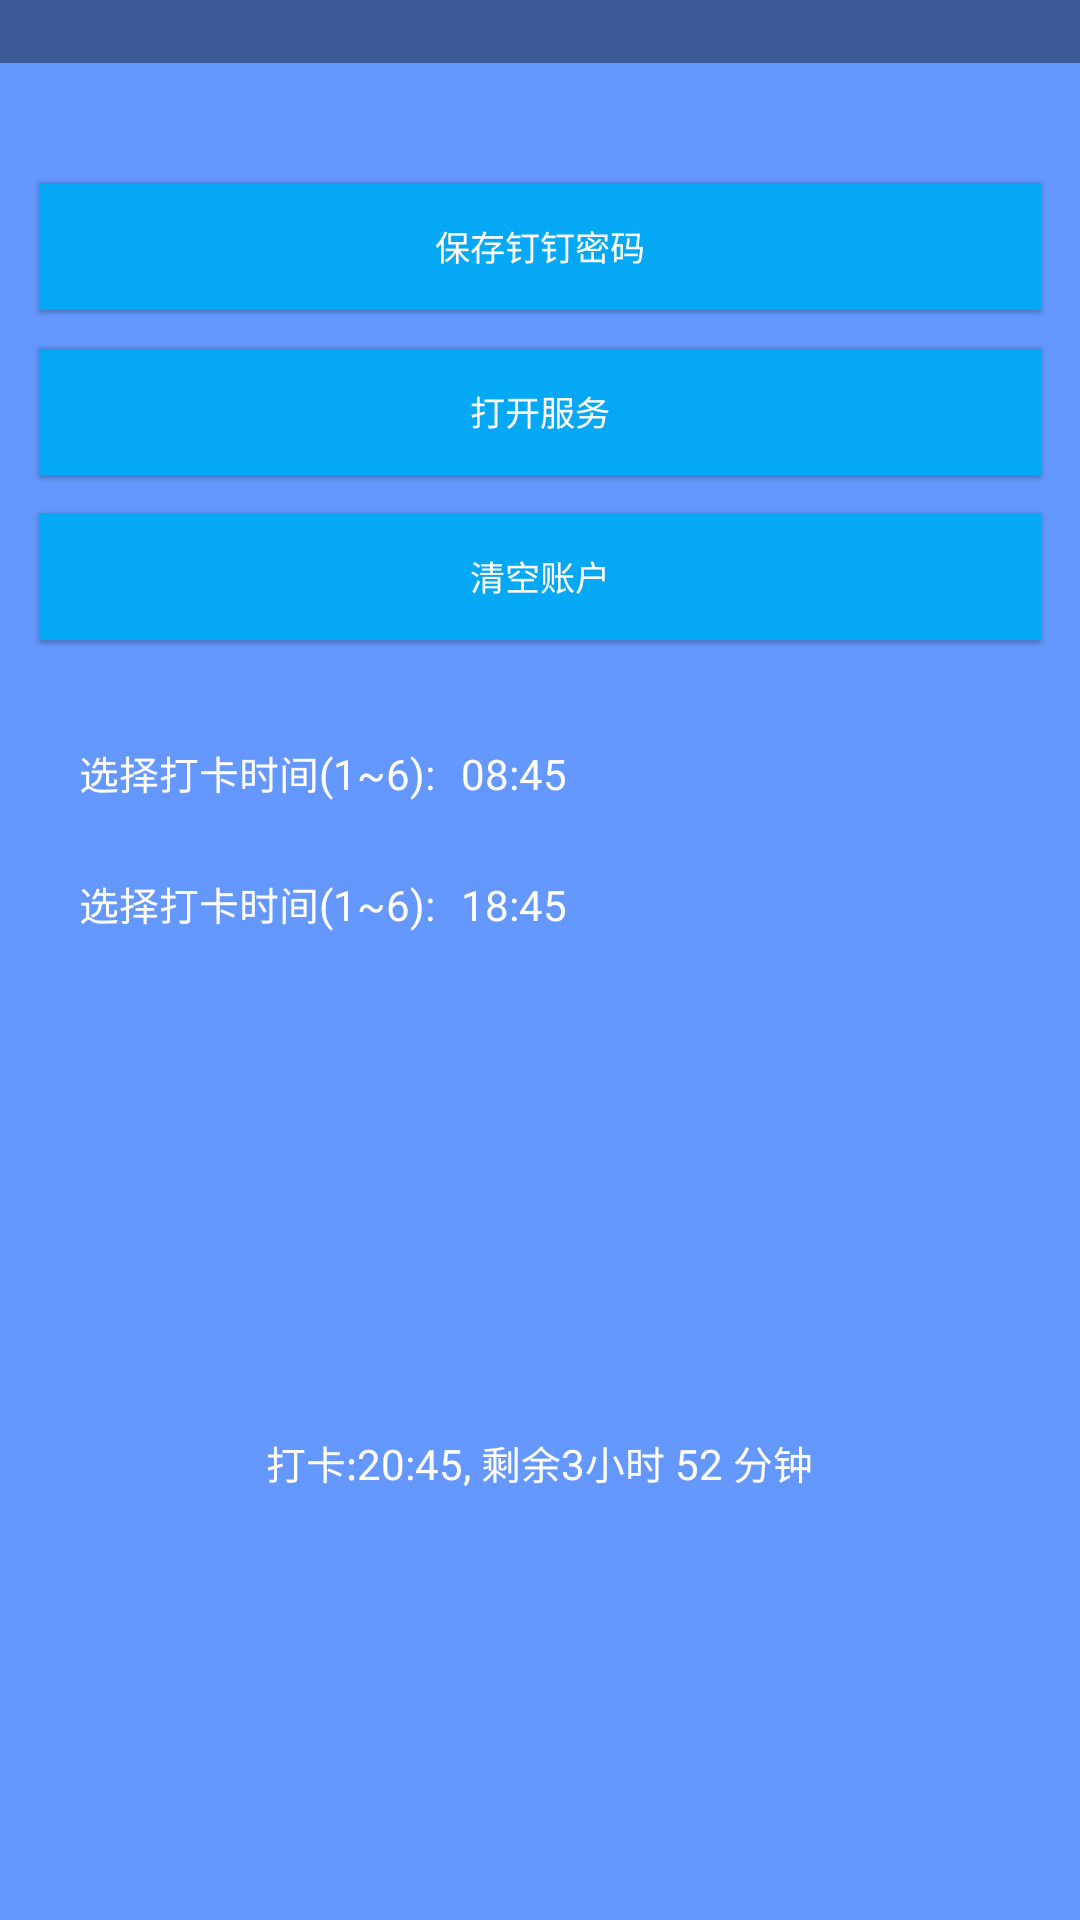 保存钉钉密码
打开服务
清空账户
选择打卡时间(1~6): 08:45
选择打卡时间(1~6): 18:45
打卡:20:45, 剩余3小时 52 分钟